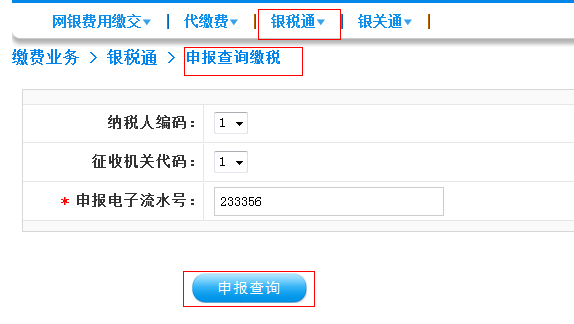 网银费用缴交 | 代缴费 | 银税通 | 银关通 |
缴费业务 > 银税通 > 申报查询缴税
纳税人编码： 1
征收机关代码： 1
* 申报电子流水号： 233356
申报查询